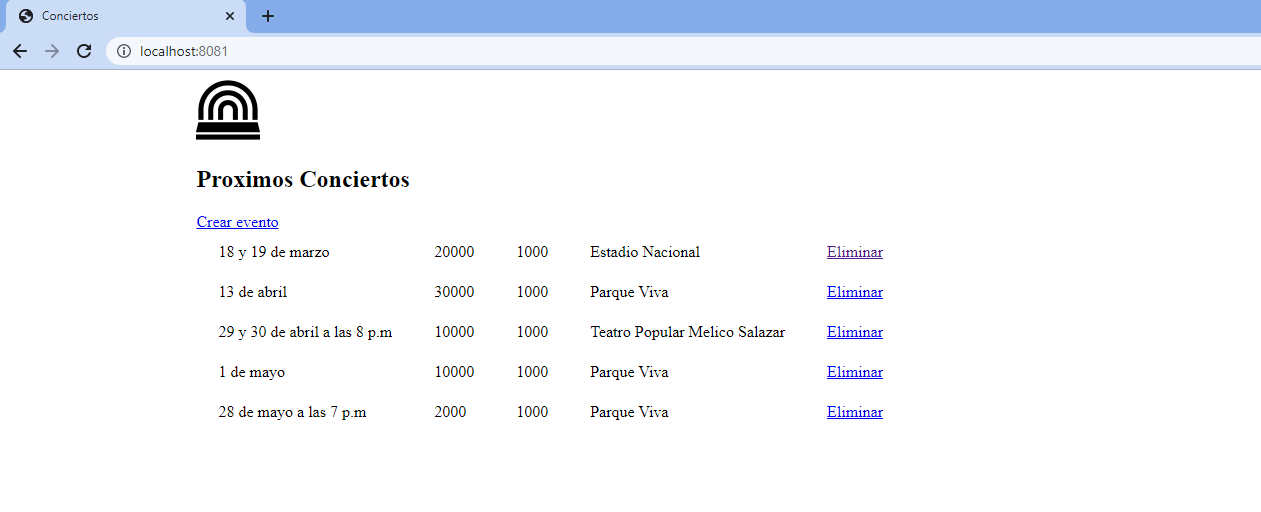 Conciertos
localhost:8081
Proximos Conciertos
Crear evento
18 y 19 de marzo 20000 1000 Estadio Nacional Eliminar
13 de abril 30000 1000 Parque Viva Eliminar
29 y 30 de abril a las 8 p.m 10000 1000 Teatro Popular Melico Salazar Eliminar
1 de mayo 10000 1000 Parque Viva Eliminar
28 de mayo a las 7 p.m 2000 1000 Parque Viva Eliminar